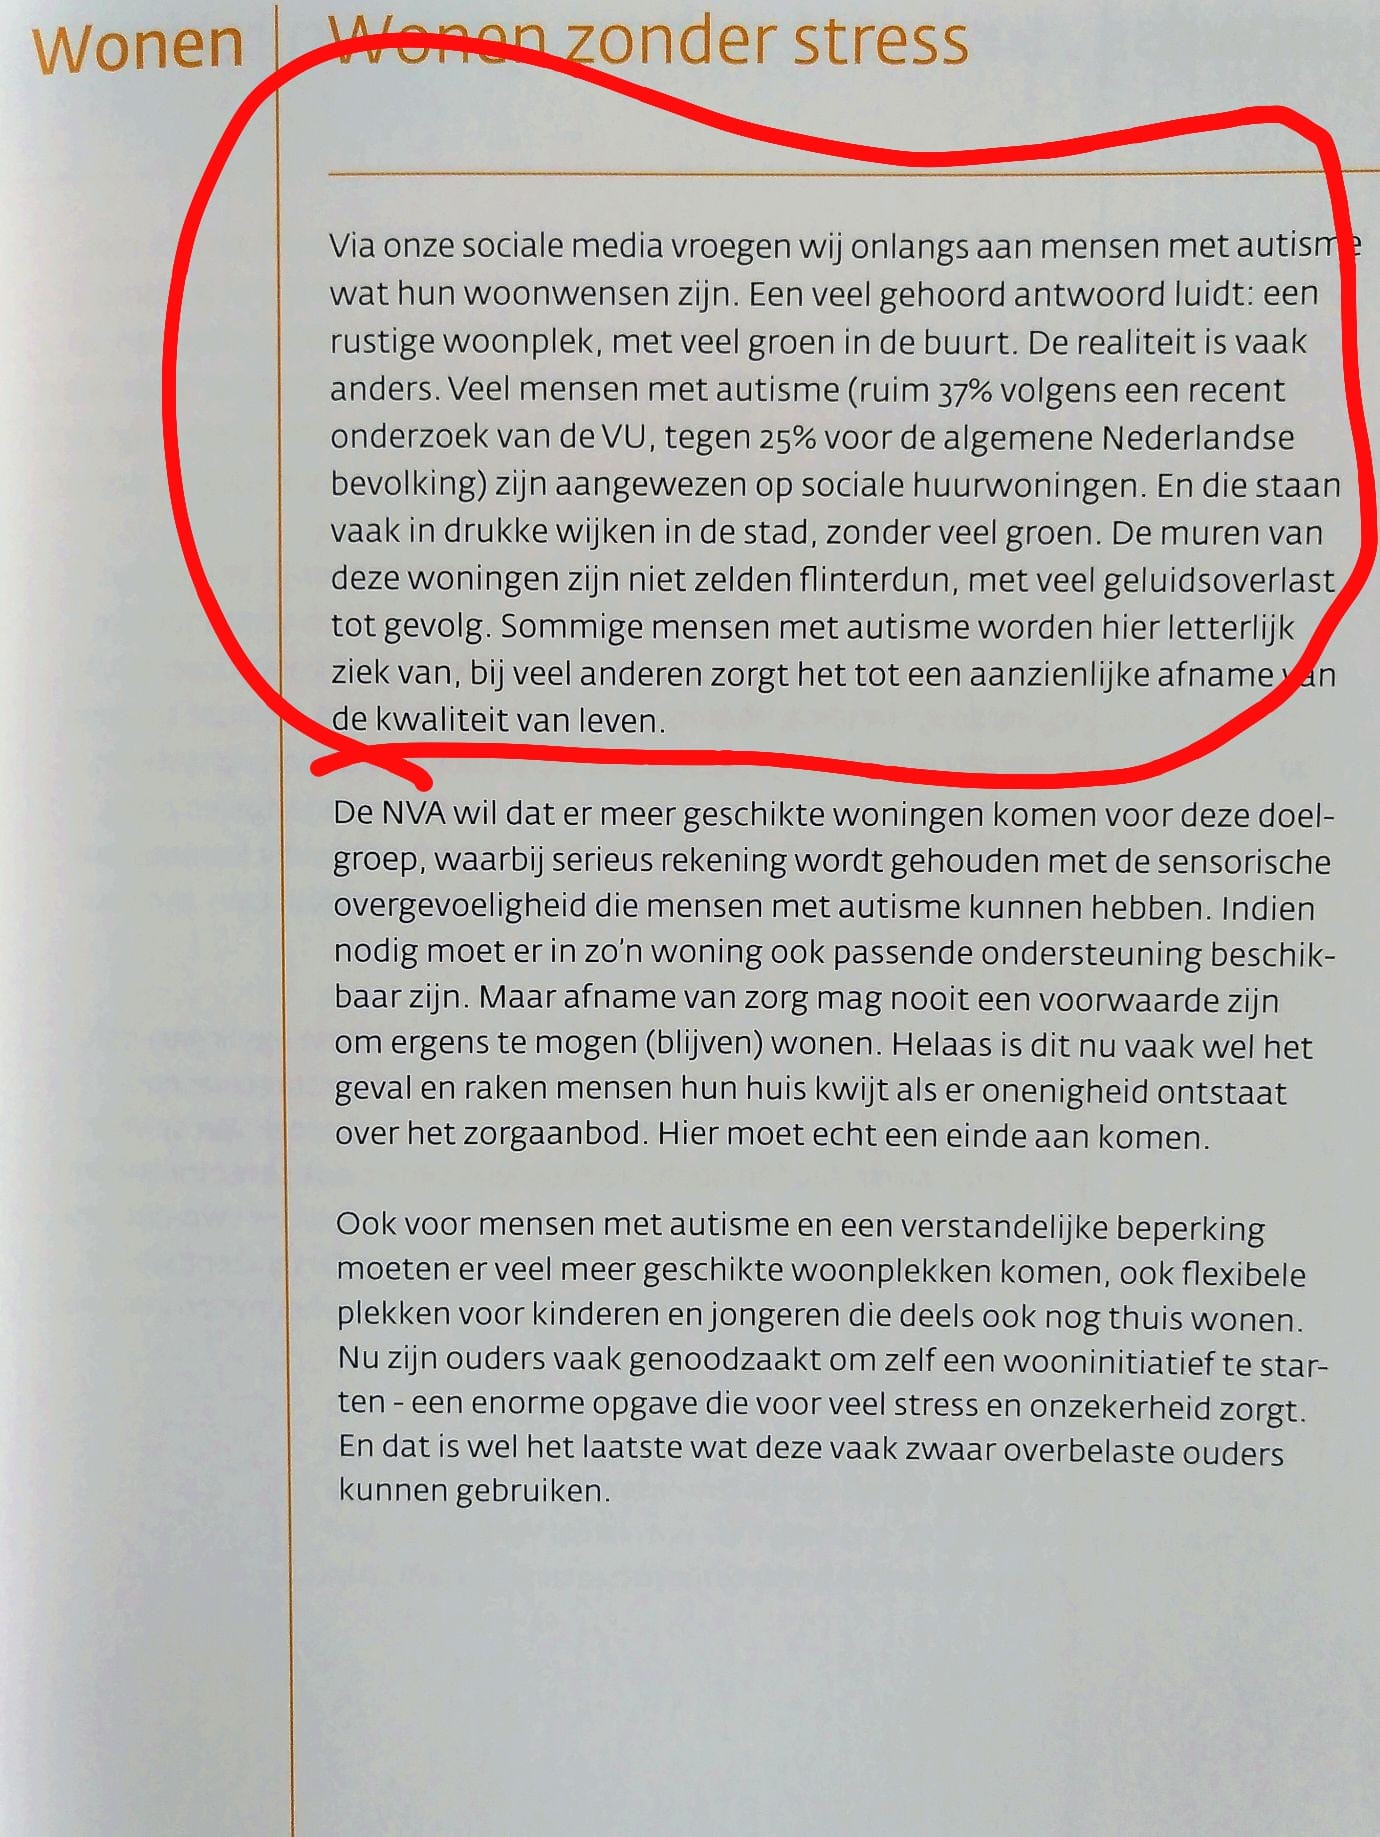 Wonen
Wonen zonder stress
Via onze sociale media vroegen wij onlangs aan mensen met autisme
wat hun woonwensen zijn. Een veel gehoord antwoord luidt: een
rustige woonplek, met veel groen in de buurt. De realiteit is vaak
anders. Veel mensen met autisme (ruim 37% volgens een recent
onderzoek van de VU, tegen 25% voor de algemene Nederlandse
bevolking) zijn aangewezen op sociale huurwoningen. En die staan
vaak in drukke wijken in de stad, zonder veel groen. De muren van
deze woningen zijn niet zelden flinterdun, met veel geluidsoverlast
tot gevolg. Sommige mensen met autisme worden hier letterlijk
ziek van, bij veel anderen zorgt het tot een aanzienlijke afname van
de kwaliteit van leven.
De NVA wil dat er meer geschikte woningen komen voor deze doel-
groep, waarbij serieus rekening wordt gehouden met de sensorische
overgevoeligheid die mensen met autisme kunnen hebben. Indien
nodig moet er in zo'n woning ook passende ondersteuning beschik-
baar zijn. Maar afname van zorg mag nooit een voorwaarde zijn
om ergens te mogen (blijven) wonen. Helaas is dit nu vaak wel het
geval en raken mensen hun huis kwijt als er onenigheid ontstaat
over het zorgaanbod. Hier moet echt een einde aan komen.
Ook voor mensen met autisme en een verstandelijke beperking
moeten er veel meer geschikte woonplekken komen, ook flexibele
plekken voor kinderen en jongeren die deels ook nog thuis wonen.
Nu zijn ouders vaak genoodzaakt om zelf een wooninitiatief te star-
ten - een enorme opgave die voor veel stress en onzekerheid zorgt.
En dat is wel het laatste wat deze vaak zwaar overbelaste ouders
kunnen gebruiken.